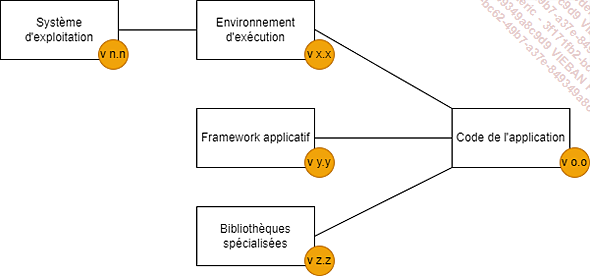 Système
d'exploitation
v n.n
Environnement
d'exécution
v x.x
Framework applicatif
v y.y
Code de l'application
v o.o
Bibliothèques
spécialisées
v z.z